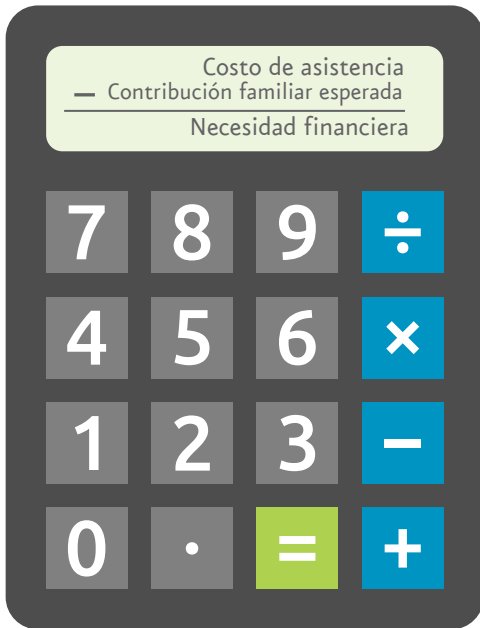 Costo de asistencia
— Contribución familiar esperada
Necesidad financiera
7 8 9 ÷
4 5 6 ×
1 2 3 −
0 · = +